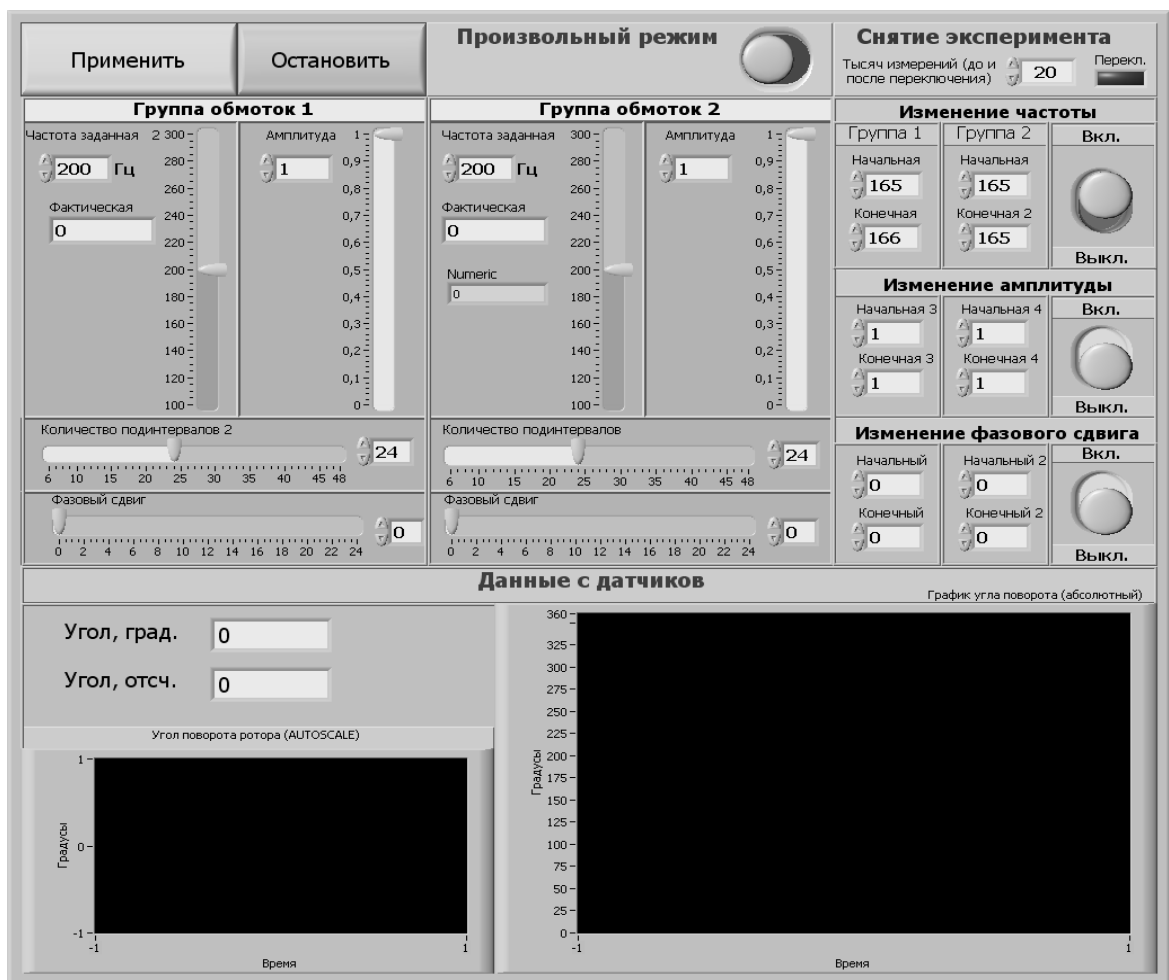 Применить
Остановить
Произвольный режим
Снятие эксперимента
Тысяч измерений (до и
после переключения)
20
Перекл.
Группа обмоток 1
Частота заданная 2
200 Гц
Фактическая
0
300
280
260
240
220
200
180
160
140
120
100
Амплитуда
1
1
0,9
0,8
0,7
0,6
0,5
0,4
0,3
0,2
0,1
0
Количество подинтервалов 2
24
6 10 15 20 25 30 35 40 45 48
Фазовый сдвиг
0
0 2 4 6 8 10 12 14 16 18 20 22 24
Группа обмоток 2
Частота заданная
200 Гц
Фактическая
0
Numeric
0
300
280
260
240
220
200
180
160
140
120
100
Амплитуда
1
1
0,9
0,8
0,7
0,6
0,5
0,4
0,3
0,2
0,1
0
Количество подинтервалов
24
6 10 15 20 25 30 35 40 45 48
Фазовый сдвиг
0
0 2 4 6 8 10 12 14 16 18 20 22 24
Изменение частоты
Группа 1
Группа 2
Вкл.
Начальная
165
Начальная
165
Конечная
166
Конечная 2
165
Выкл.
Изменение амплитуды
Начальная 3
1
Начальная 4
1
Вкл.
Конечная 3
1
Конечная 4
1
Выкл.
Изменение фазового сдвига
Начальный
0
Начальный 2
0
Вкл.
Конечный
0
Конечный 2
0
Выкл.
Данные с датчиков
Угол, град.
0
Угол, отсч.
0
Угол поворота ротора (AUTOSCALE)
Градусы
1
0
-1
-1
1
Время
График угла поворота (абсолютный)
Градусы
360
325
300
275
250
225
200
175
150
125
100
75
50
25
0
-1
1
Время